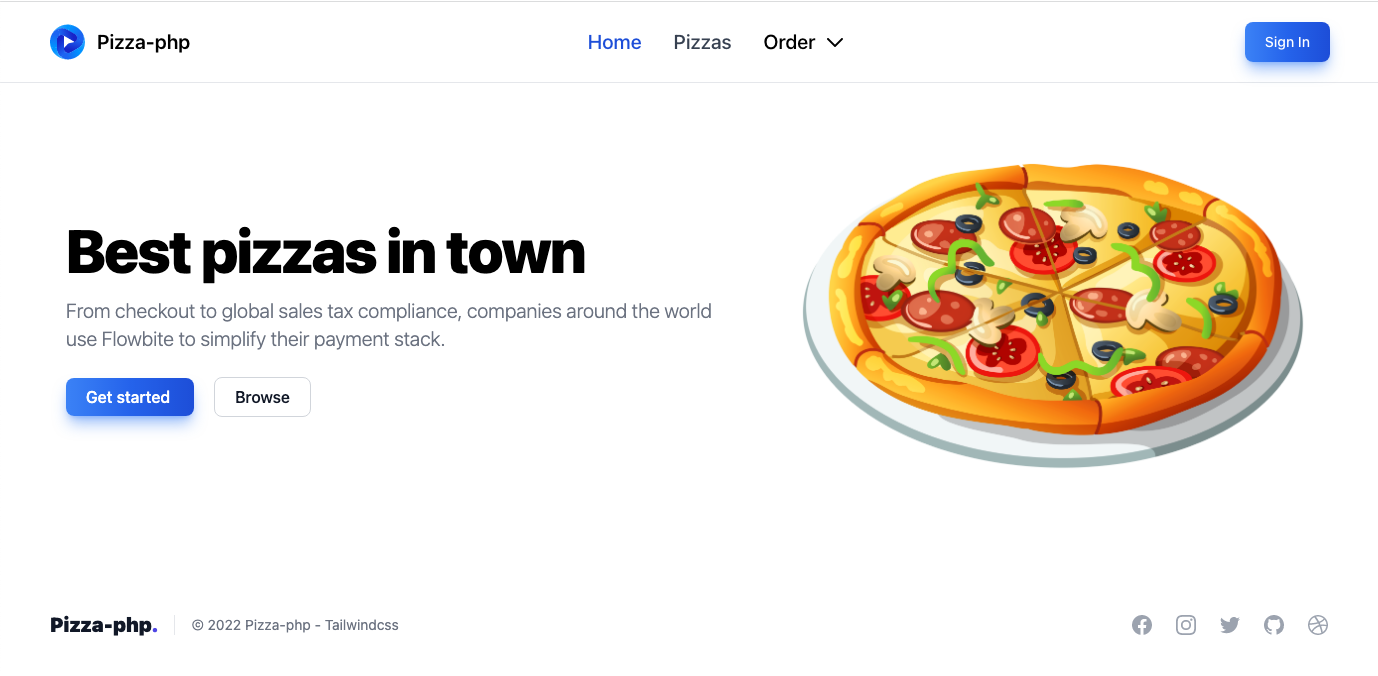 Pizza-php
Home
Pizzas
Order
Sign In
Best pizzas in town
From checkout to global sales tax compliance, companies around the world
use Flowbite to simplify their payment stack.
Get started
Browse
Pizza-php.
© 2022 Pizza-php - Tailwindcss